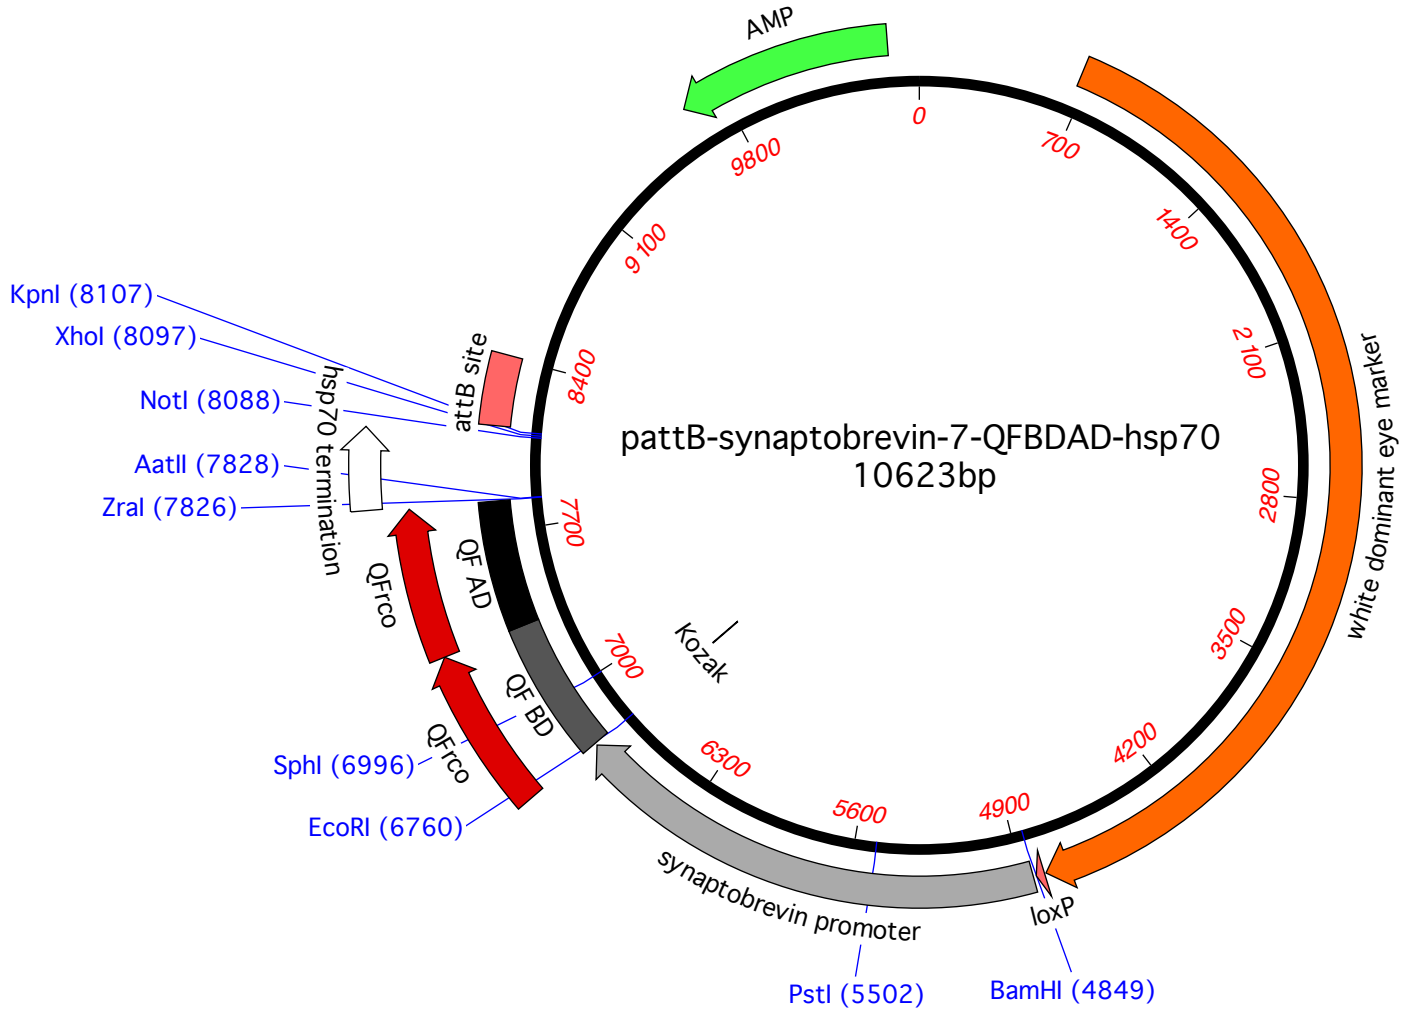 AMP
0
700
9800
1400
9100
2100
KpnI (8107)
XhoI (8097)
attB site
8400
NotI (8088)
hsp70 termination
white dominant eye marker
pattB-synaptobrevin-7-QFBDAD-hsp70
10623bp
AatII (7828)
ZraI (7826)
2800
7700
QF AD
QFrco
3500
Kozak
7000
QF BD
QFrco
4200
6300
SphI (6996)
EcoRI (6760)
5600
4900
synaptobrevin promoter
loxP
PstI (5502)
BamHI (4849)